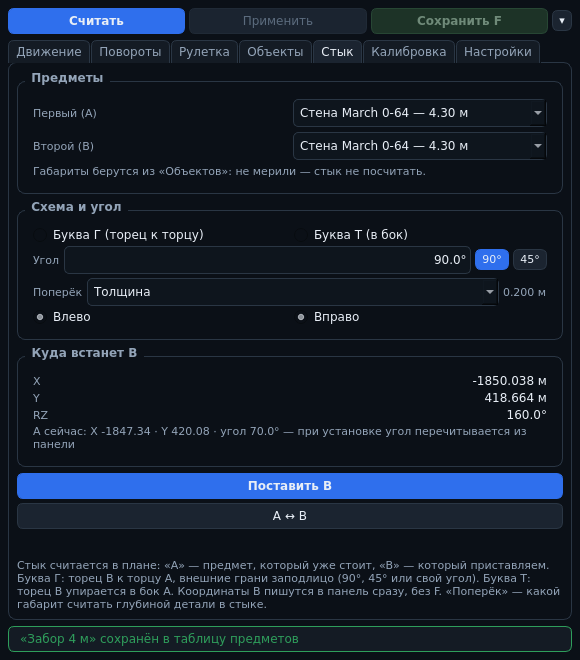 Считать
Применить
Сохранить F
▾
Движение
Повороты
Рулетка
Объекты
Стык
Калибровка
Настройки
Предметы
Первый (A)
Стена March 0-64 — 4.30 м
Второй (B)
Стена March 0-64 — 4.30 м
Габариты берутся из «Объектов»: не мерили — стык не посчитать.
Схема и угол
Буква Г (торец к торцу)
Буква Т (в бок)
Угол
90.0°
90°
45°
Поперёк
Толщина
0.200 м
Влево
Вправо
Куда встанет B
X
-1850.038 м
Y
418.664 м
RZ
160.0°
A сейчас: X -1847.34 · Y 420.08 · угол 70.0° — при установке угол перечитывается из
панели
Поставить B
A ↔ B
Стык считается в плане: «A» — предмет, который уже стоит, «B» — который приставляем.
Буква Г: торец B к торцу A, внешние грани заподлицо (90°, 45° или свой угол). Буква Т:
торец B упирается в бок A. Координаты B пишутся в панель сразу, без F. «Поперёк» — какой
габарит считать глубиной детали в стыке.
«Забор 4 м» сохранён в таблицу предметов